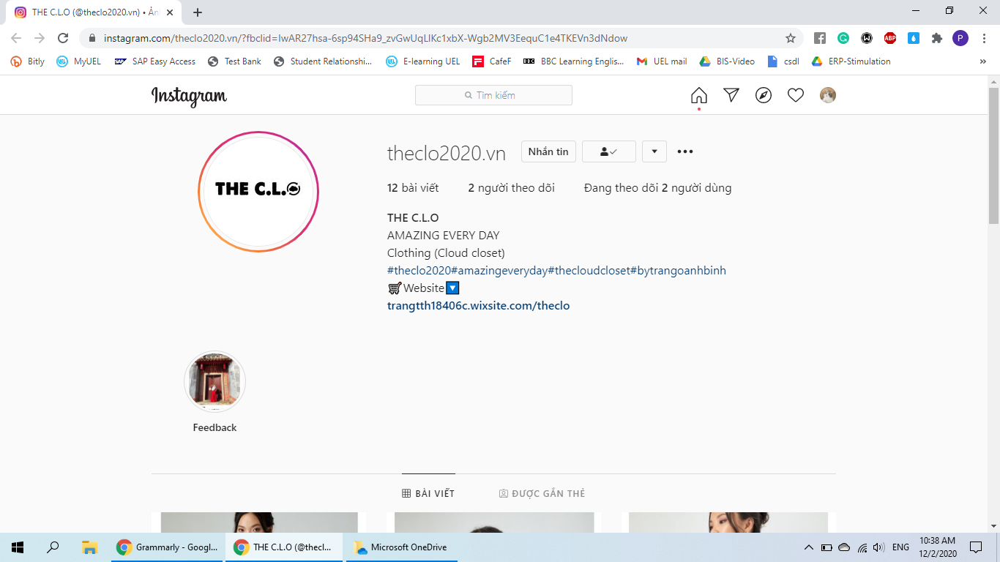 THE C.L.O (@theclo2020.vn) • Ản
instagram.com/theclo2020.vn/?fbclid=IwAR27hsa-6sp94SHa9_zvGwUqLlKc1xbX-Wgb2MV3EequC1e4TKEVn3dNdow
Bitly MyUEL SAP Easy Access Test Bank Student Relationshi... E-learning UEL CafeF BBC Learning Englis... UEL mail BIS-Video csdl ERP-Stimulation »
Instagram Tìm kiếm
theclo2020.vn Nhắn tin
12 bài viết 2 người theo dõi Đang theo dõi 2 người dùng
THE C.L.O
THE C.L.O
AMAZING EVERY DAY
Clothing (Cloud closet)
#theclo2020#amazingeveryday#thecloudcloset#bytrangoanhbinh
Website
trangtth18406c.wixsite.com/theclo
Feedback
BÀI VIẾT ĐƯỢC GẮN THẺ
Grammarly - Googl... THE C.L.O (@thecl... Microsoft OneDrive ENG 10:38 AM
12/2/2020